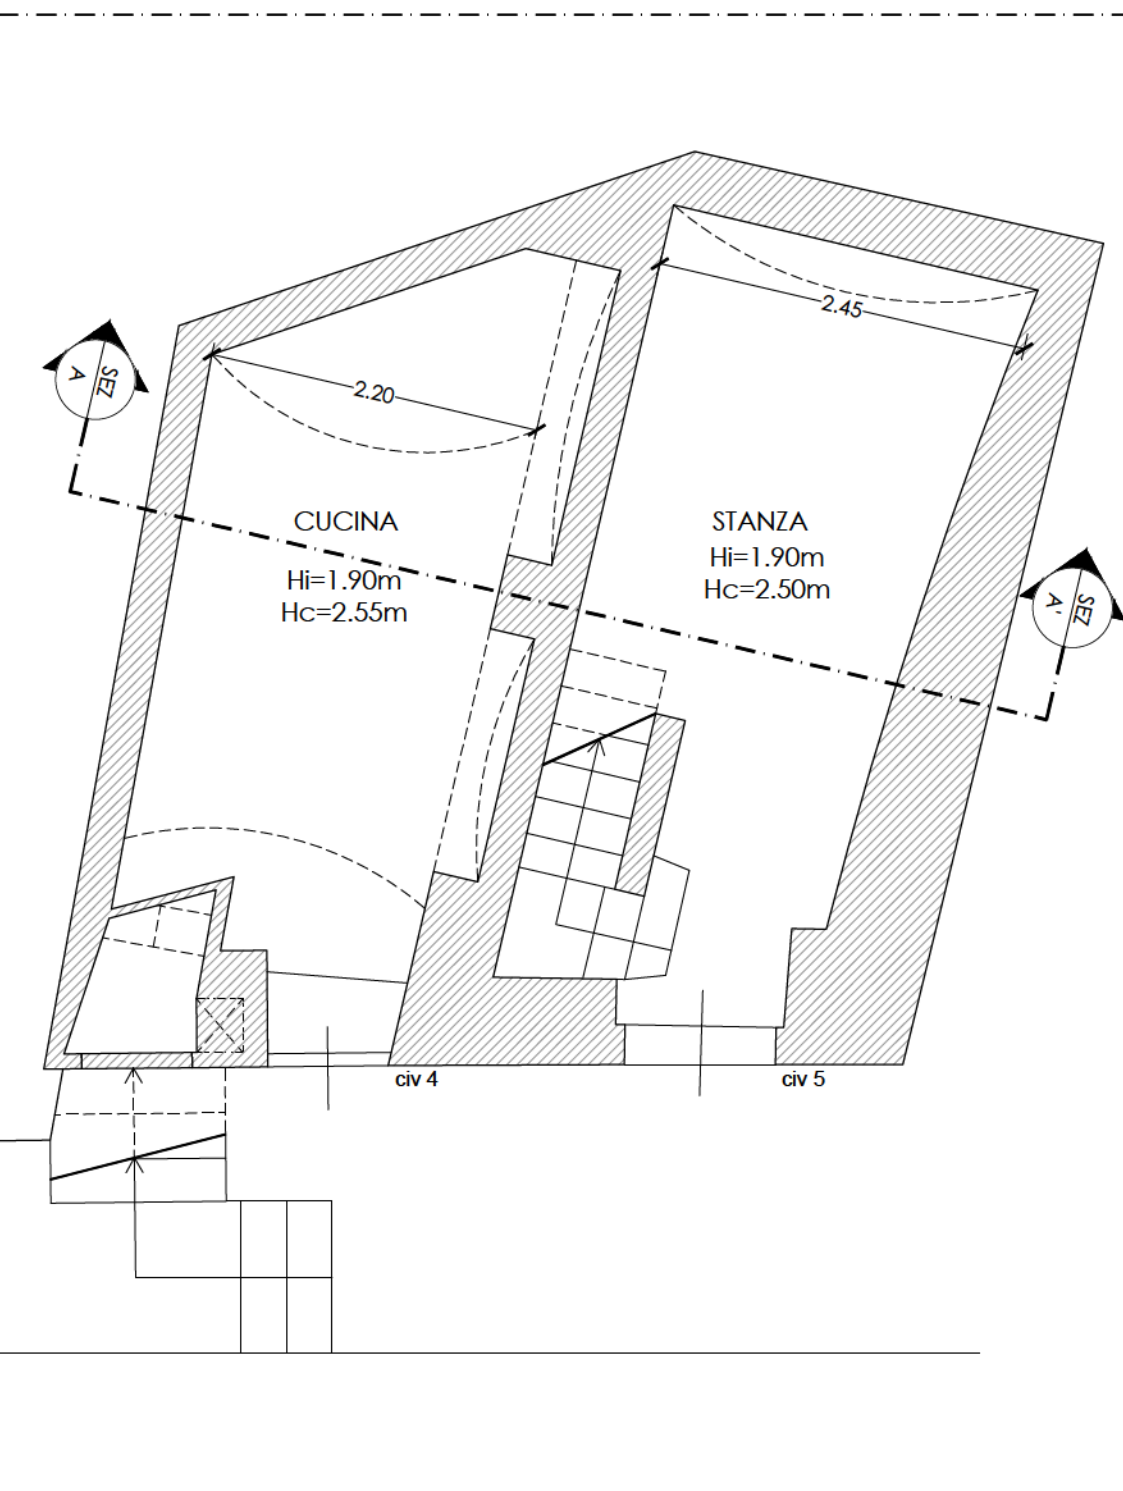 2.45
SEZ
A
2.20
CUCINA
Hi=1.90m
Hc=2.55m
STANZA
Hi=1.90m
Hc=2.50m
SEZ
A'
civ 4
civ 5